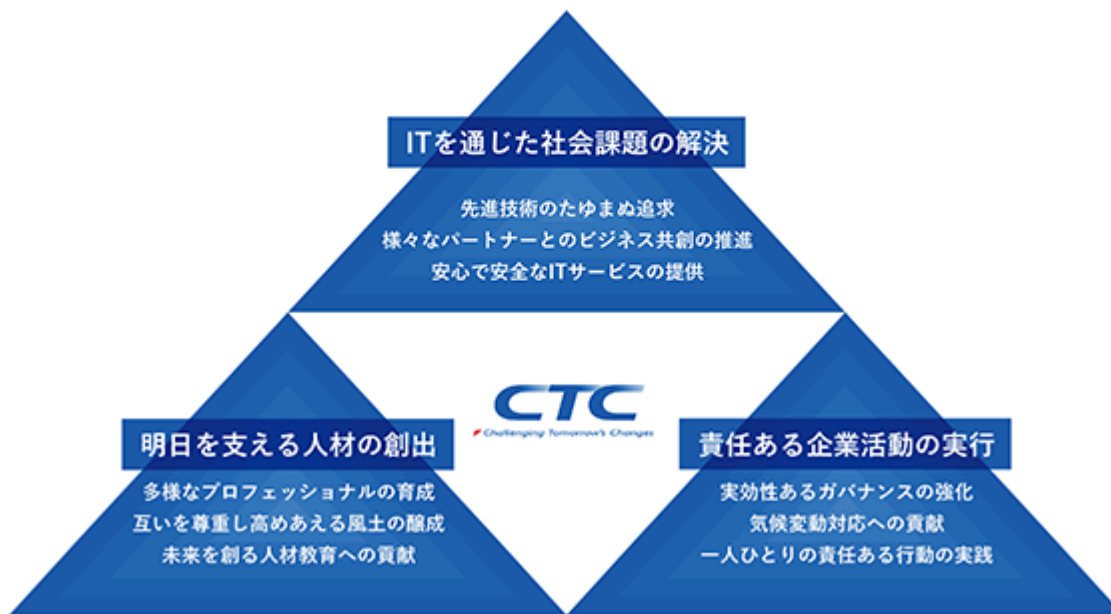 ITを通じた社会課題の解決
先進技術のたゆまぬ追求
様々なパートナーとのビジネス共創の推進
安心で安全なITサービスの提供
CTC
Challenging Tomorrow's Changes
明日を支える人材の創出
多様なプロフェッショナルの育成
互いを尊重し高めあえる風土の醸成
未来を創る人材教育への貢献
責任ある企業活動の実行
実効性あるガバナンスの強化
気候変動対応への貢献
一人ひとりの責任ある行動の実践